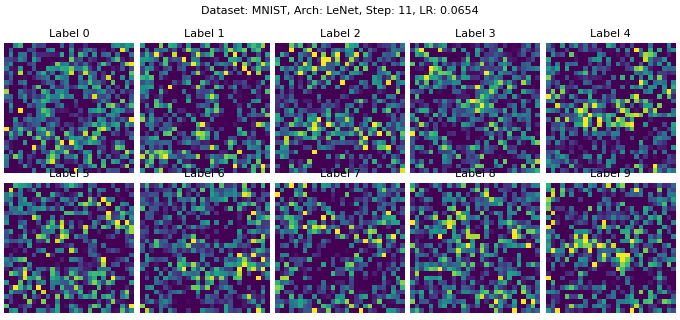 Dataset: MNIST, Arch: LeNet, Step: 11, LR: 0.0654
Label 0 Label 1 Label 2 Label 3 Label 4
Label 5 Label 6 Label 7 Label 8 Label 9